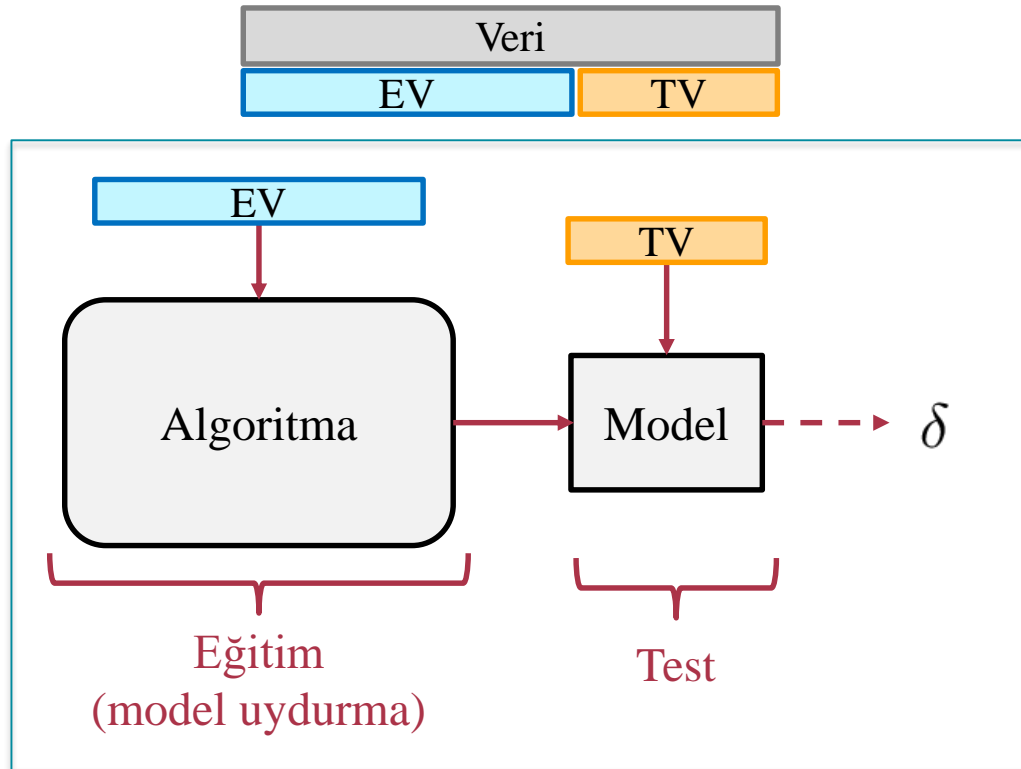 Veri
EV TV
EV
TV
Algoritma
Model
δ
Eğitim
(model uydurma)
Test